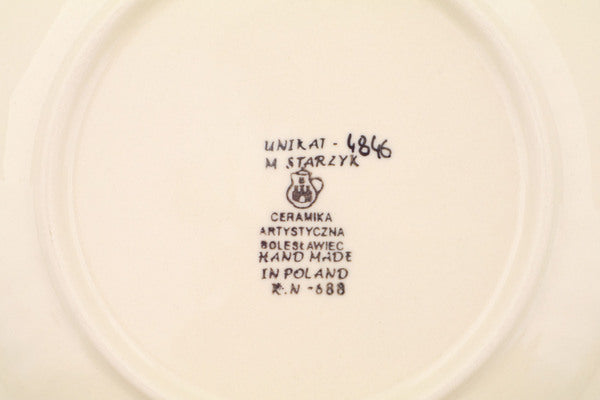 UNIKAT - 4846
M STARZYK
CERAMIKA
ARTYSTYCZNA
BOLESŁAWIEC
HAND MADE
IN POLAND
K.N -688